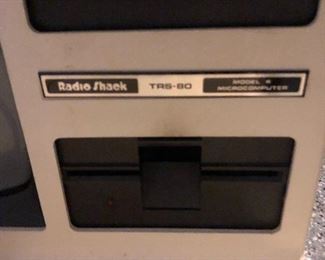 Radio Shack
TRS-80
MODEL 4
MICROCOMPUTER